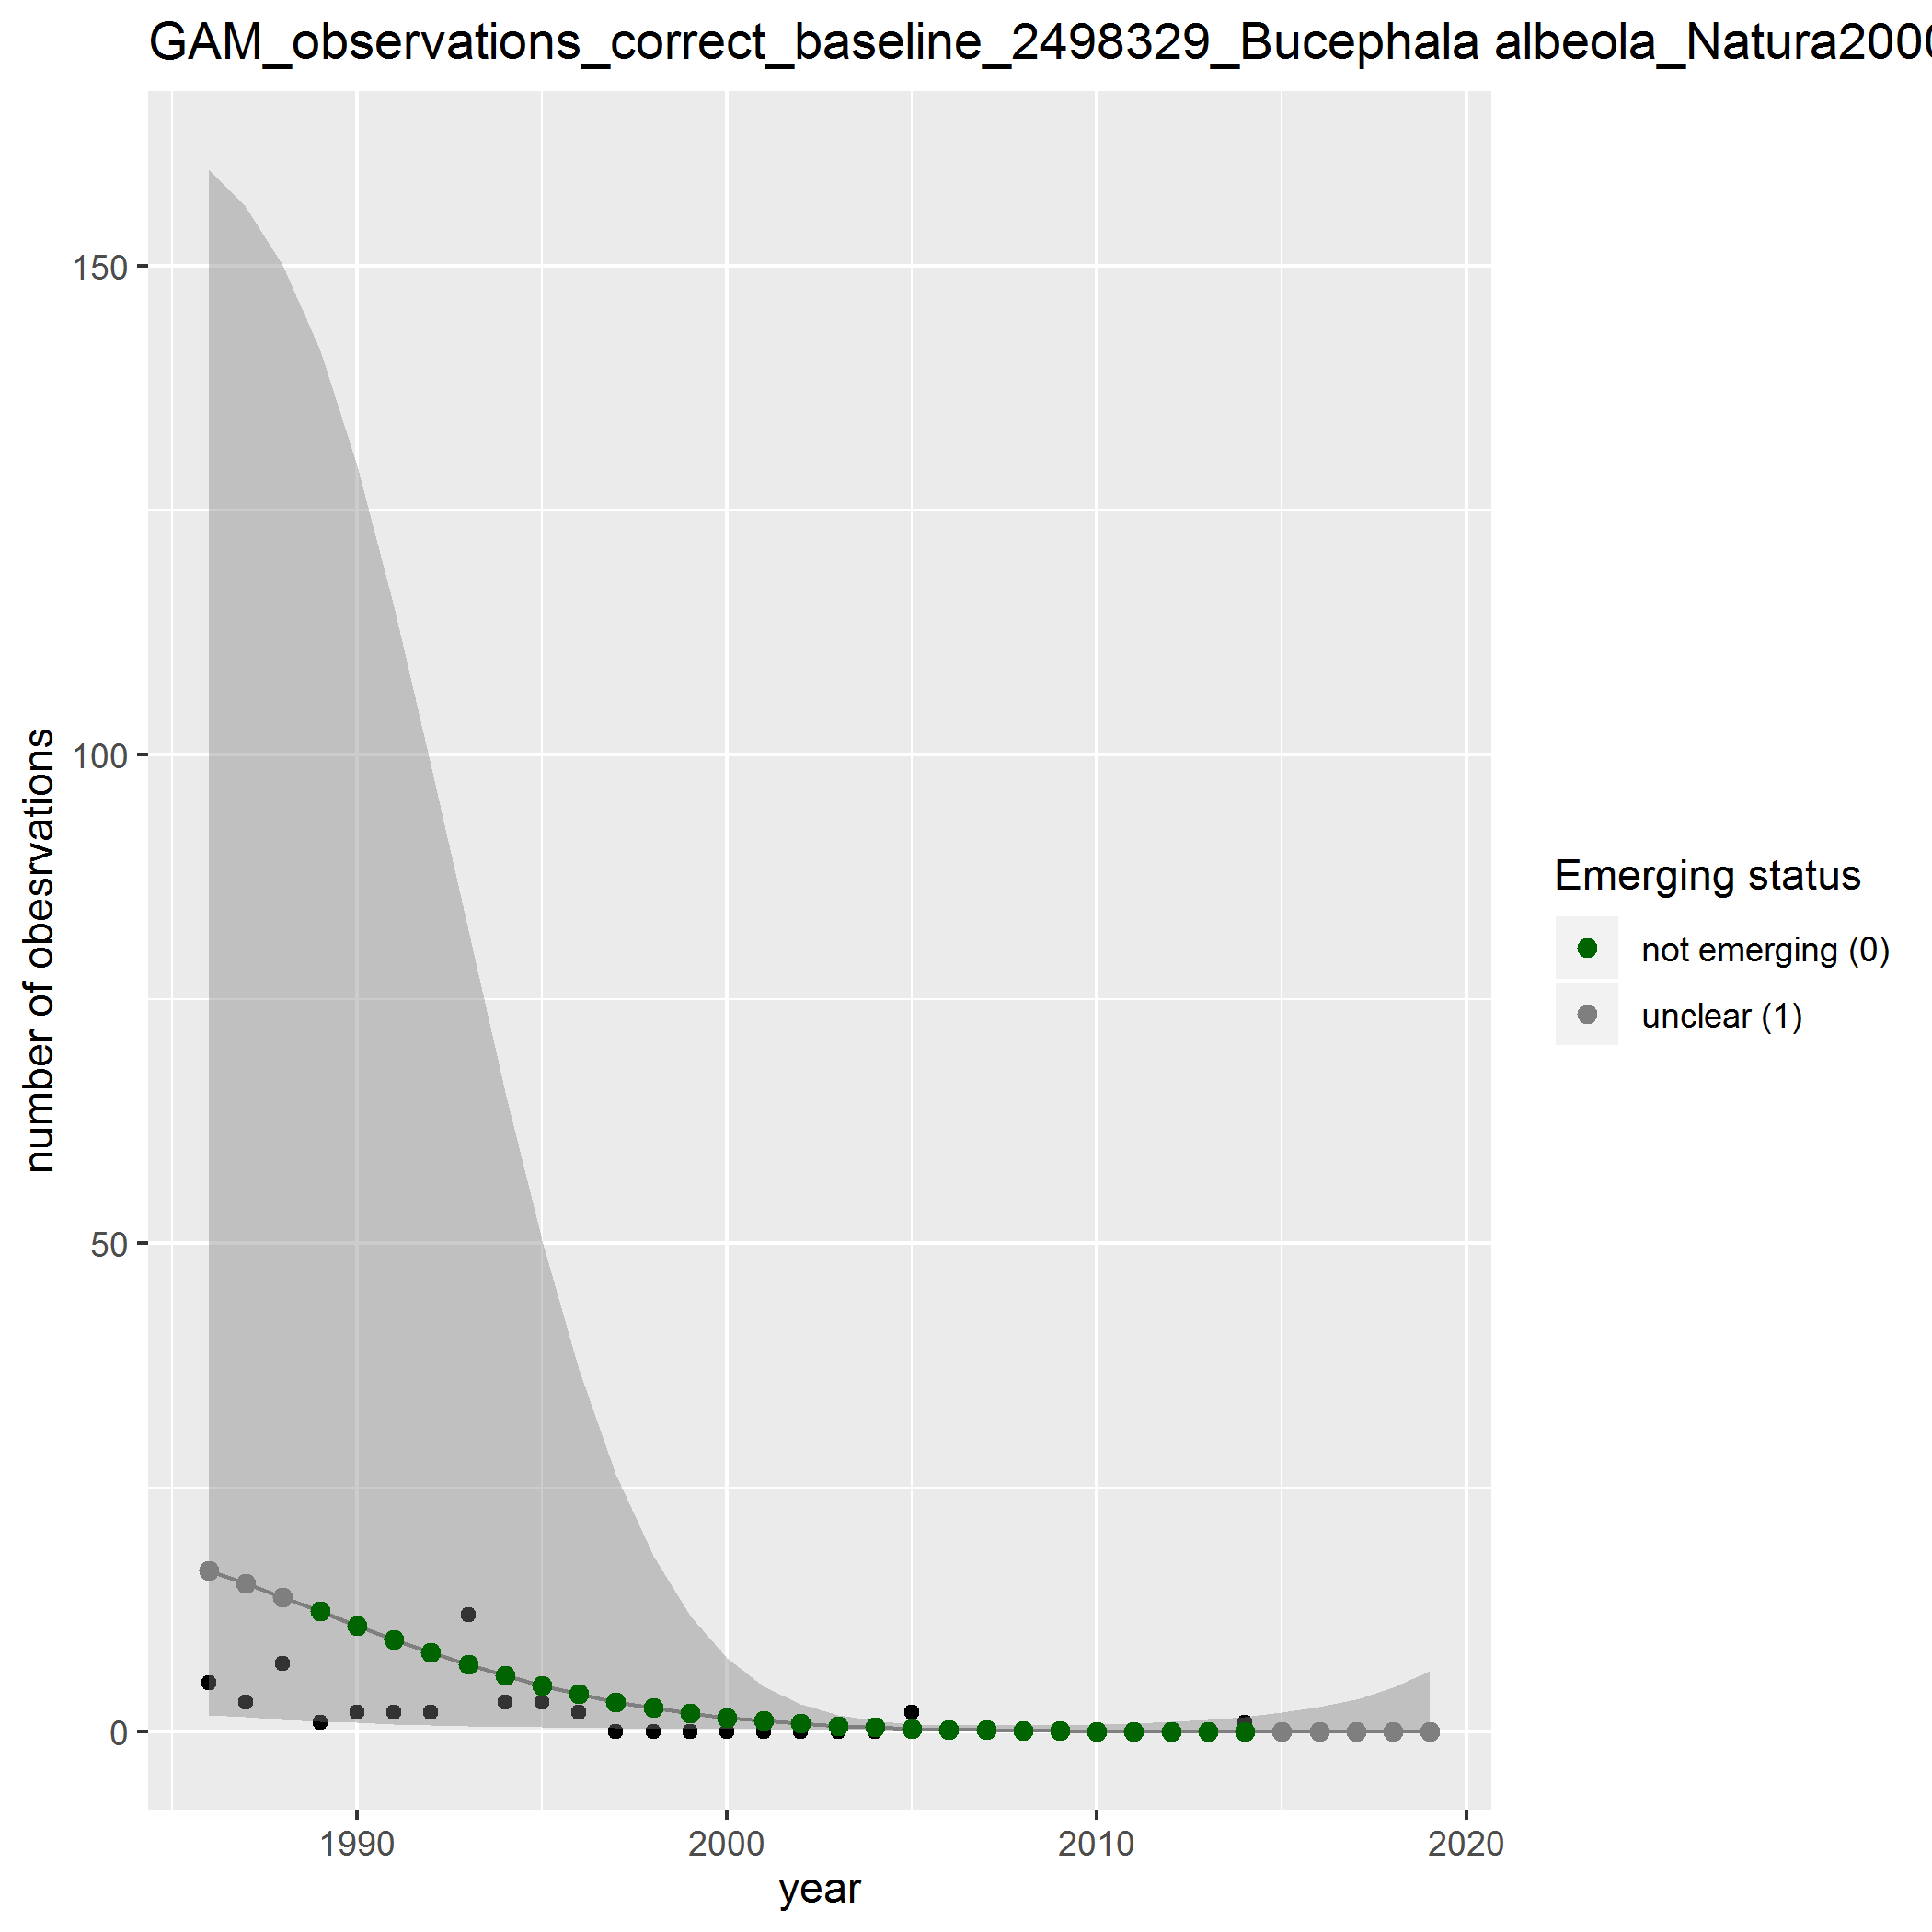 GAM_observations_correct_baseline_2498329_Bucephala albeola_Natura2000
150
100
50
0
number of obesrvations
1990
2000
2010
2020
year
Emerging status
not emerging (0)
unclear (1)